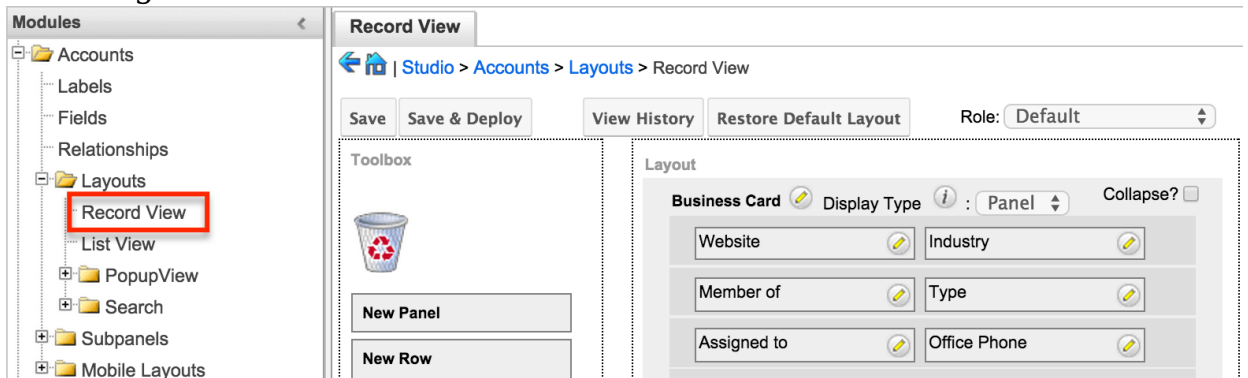 Modules <
Accounts
Labels
Fields
Relationships
Layouts
Record View
List View
PopupView
Search
Subpanels
Mobile Layouts
Record View
| Studio > Accounts > Layouts > Record View
Save Save & Deploy View History Restore Default Layout Role: Default
Toolbox
New Panel
New Row
Layout
Business Card Display Type i : Panel Collapse?
Website Industry
Member of Type
Assigned to Office Phone